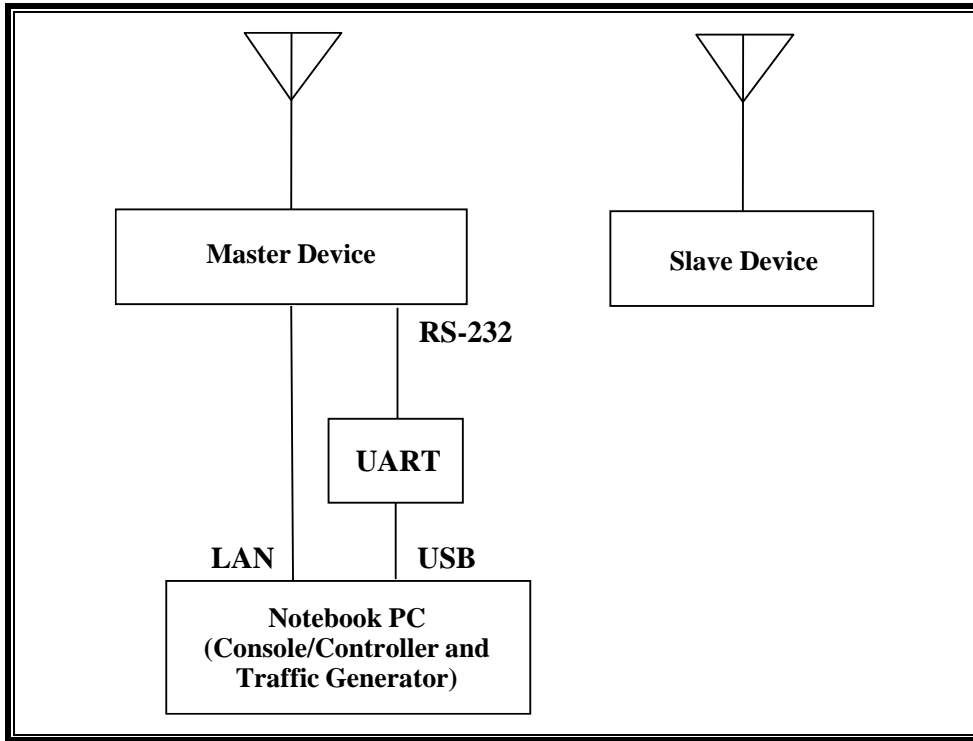 Master Device
Slave Device
RS-232
UART
LAN
USB
Notebook PC
(Console/Controller and
Traffic Generator)